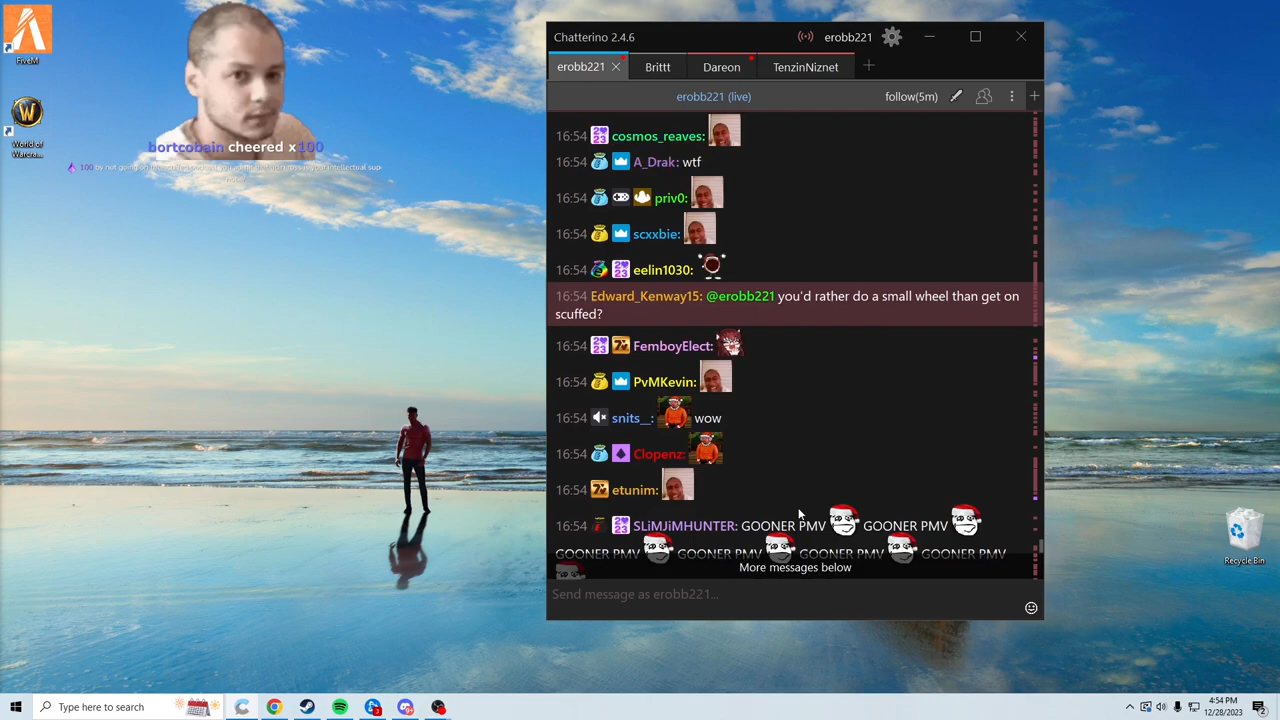 FiveM
World of
Warcr...
bortcobain cheered x100
100
Chatterino 2.4.6
erobb221
erobb221
Brittt
Dareon
TenzinNiznet
erobb221 (live)
follow(5m)
16:54 cosmos_reaves:
16:54 A_Drak: wtf
16:54 priv0:
16:54 scxxbie:
16:54 eelin1030:
16:54 Edward_Kenway15: @erobb221 you'd rather do a small wheel than get on
scuffed?
16:54 FemboyElect:
16:54 PvMKevin:
16:54 snits__: wow
16:54 Clopenz:
16:54 etunim:
16:54 SLiMJiMHUNTER: GOONER PMV GOONER PMV
GOONER PMV GOONER PMV GOONER PMV GOONER PMV
More messages below
Send message as erobb221...
Recycle Bin
Type here to search
4:54 PM
12/28/2023